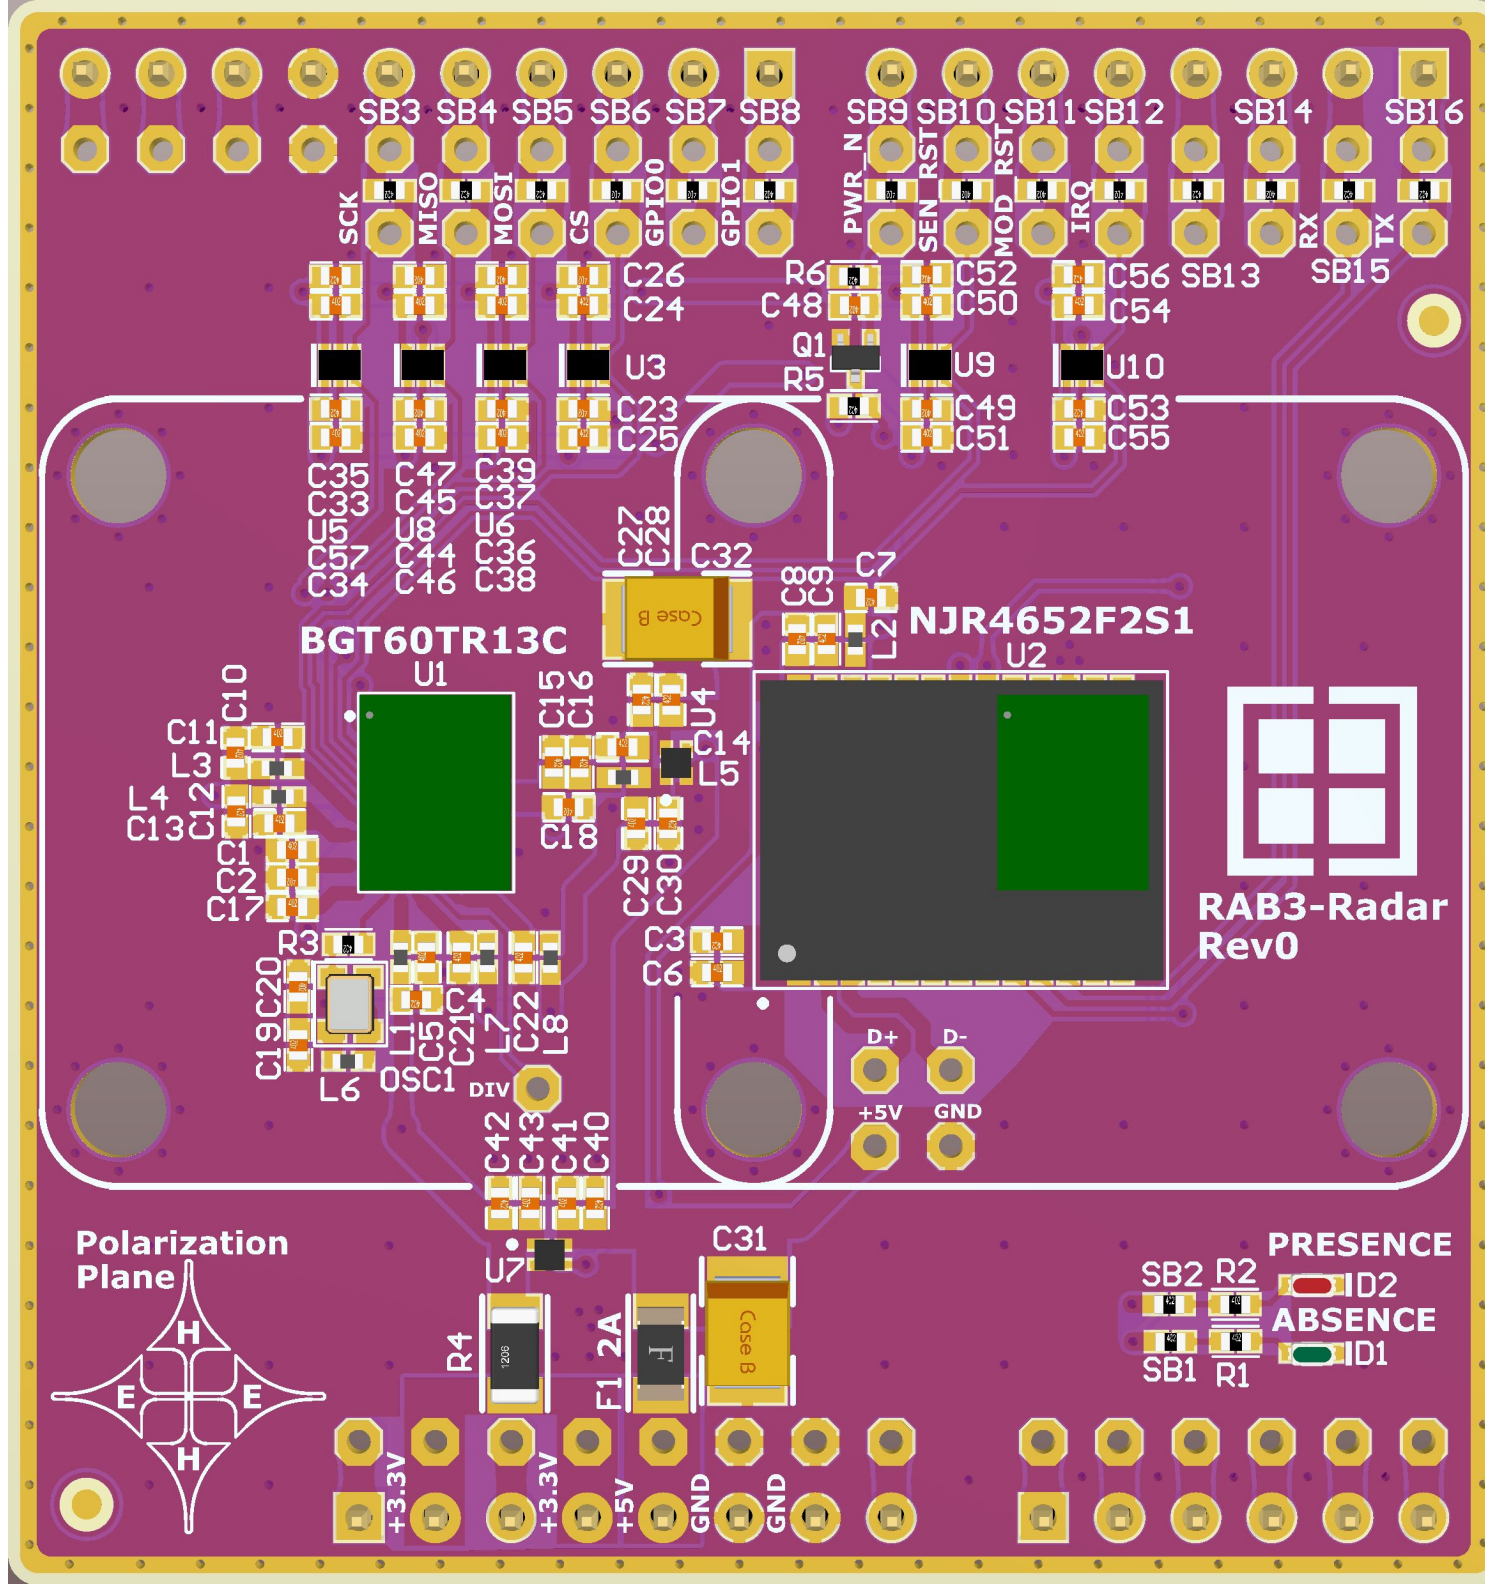 SB3 SB4 SB5 SB6 SB7 SB8 SB9 SB10 SB11 SB12 SB14 SB16
SCK MISO MOSI CS GPIO0 GPIO1 PWR_N SEN_RST MOD_RST IRQ RX TX
SB13 SB15
C26 R6 C52 C56
C24 C48 C50 C54
U3 Q1 U9 U10
R5
C23 C49 C53
C25 C51 C55
C35 C47 C39
C33 C45 C37
U5 U8 U6
C57 C44 C36
C34 C46 C38
C27 C28 C32 C8 C9 C7
Case B
L2
BGT60TR13C
U1
NJR4652F2S1
U2
C10 C15 C16 U4
C11 C14
L3 L5
L4 C12
C13 C18
C1
C2 C29 C30
C17
RAB3-Radar
Rev0
R3 C3
C20 C6
C19 L1 C5 C4 C21 L7 C22 L8
L6 OSC1
DIV
D+ D-
+5V GND
C42 C43 C41 C40
U7
C31
Case B
Polarization
Plane
H
E E
H
R4
1206
F1 2A
F
PRESENCE
SB2 R2 D2
ABSENCE
SB1 R1 D1
+3.3V +3.3V +5V GND GND